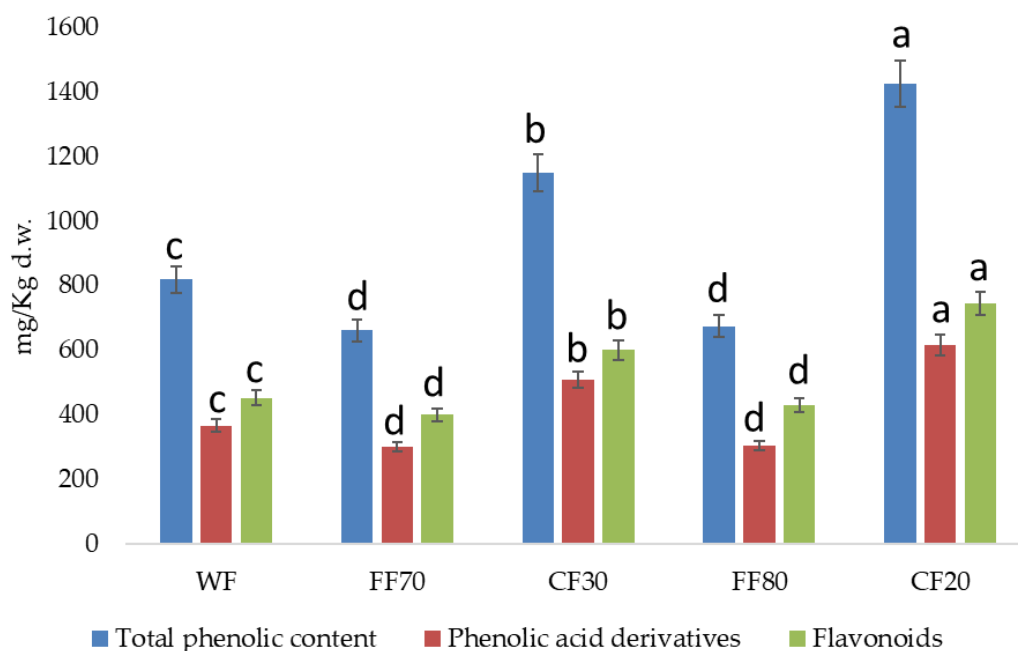 1600
1400
1200
1000
800
600
400
200
0
mg/Kg d.w.
c
c
c
d
d
d
b
b
b
d
d
d
a
a
a
WF FF70 CF30 FF80 CF20
Total phenolic content Phenolic acid derivatives Flavonoids